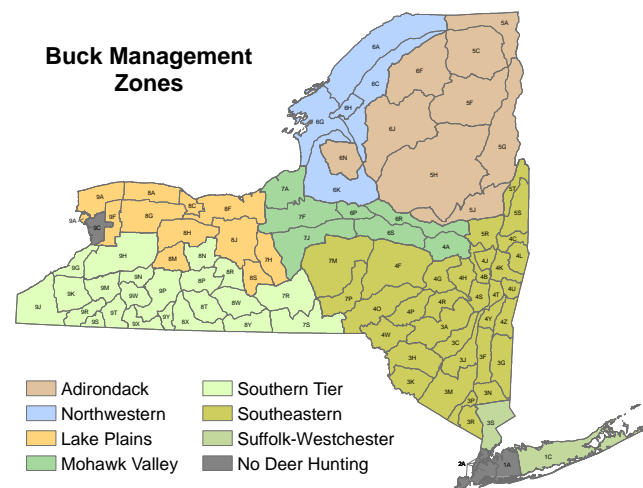 Buck Management
Zones
5A
6A
5C
6C
6F
5F
6H
6G
6J
5G
6N
5H
6K
5T
5J
5S
9A
8A
7A
8C
8F
9A
9F
8G
7F
6P
6R
9C
8H
7J
6S
5R
4C
8J
4A
9H
8N
7H
7M
4F
4J
4L
9G
8M
8R
4K
9N
8S
4G
4H
4B
9K
9M
9P
8P
4U
9W
7R
7P
4R
4S
4T
9J
9R
9T
8T
8W
4O
4P
4Y
4Z
9S
9X
9Y
8X
8Y
7S
3A
4W
3C
3H
3J
3F
3G
3K
3M
3P
3N
3R
3S
2A
1A
1C
Adirondack
Northwestern
Lake Plains
Mohawk Valley
Southern Tier
Southeastern
Suffolk-Westchester
No Deer Hunting